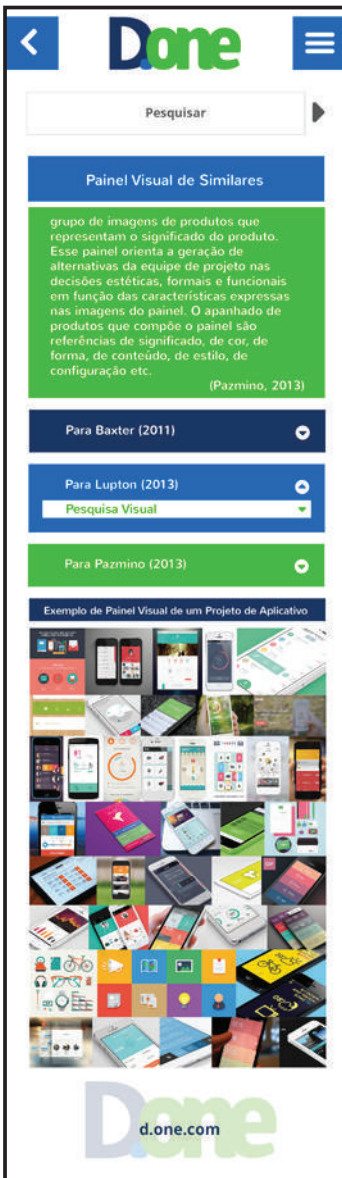 D.one
Pesquisar
Painel Visual de Similares
grupo de imagens de produtos que
representam o significado do produto.
Esse painel orienta a geração de
alternativas da equipe de projeto nas
decisões estéticas, formais e funcionais
em função das características expressas
nas imagens do painel. O apanhado de
produtos que compõe o painel são
referências de significado, de cor, de
forma, de conteúdo, de estilo, de
configuração etc.
(Pazmino, 2013)
Para Baxter (2011)
Para Lupton (2013)
Pesquisa Visual
Para Pazmino (2013)
Exemplo de Painel Visual de um Projeto de Aplicativo
D.one
d.one.com